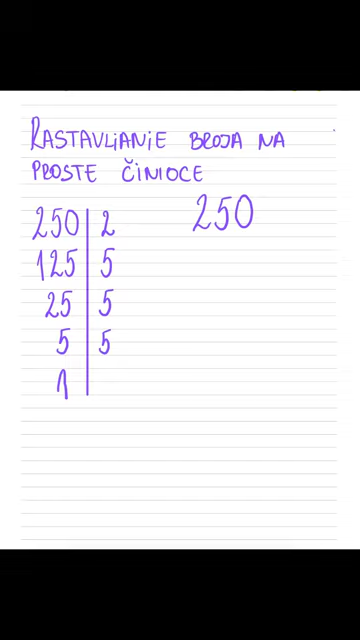 RASTAVLJANJE BROJA NA
PROSTE ČINIOCE
250
250 | 2
125 | 5
25 | 5
5 | 5
1 |